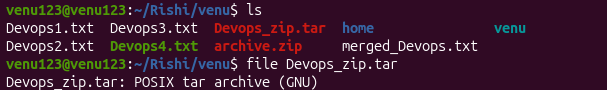 venu123@venu123:~/Rishi/venu$ ls
Devops1.txt  Devops3.txt  Devops_zip.tar  home              venu
Devops2.txt  Devops4.txt  archive.zip     merged_Devops.txt
venu123@venu123:~/Rishi/venu$ file Devops_zip.tar
Devops_zip.tar: POSIX tar archive (GNU)